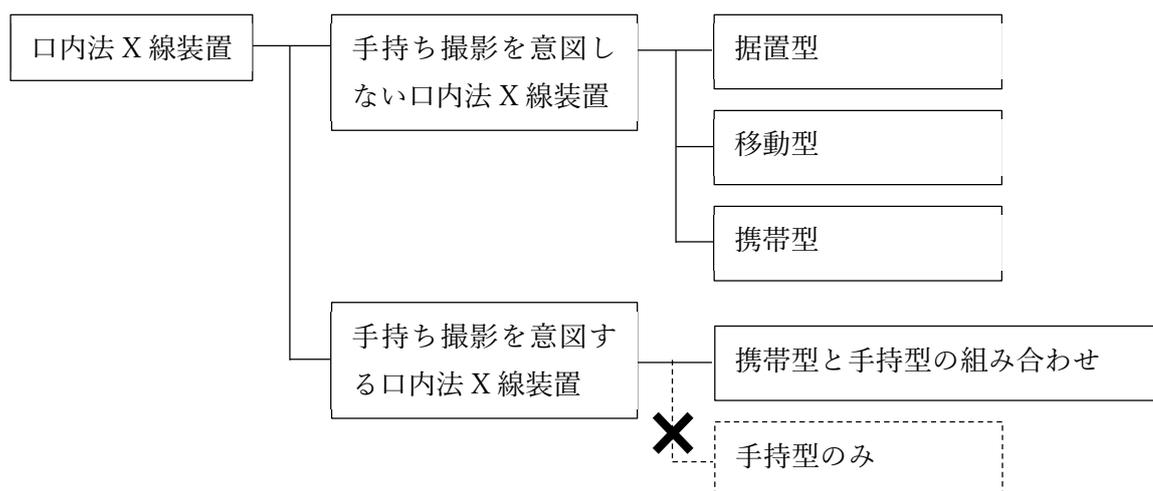 口内法 X 線装置
手持ち撮影を意図し
ない口内法 X 線装置
据置型
移動型
携帯型
手持ち撮影を意図す
る口内法 X 線装置
携帯型と手持型の組み合わせ
手持型のみ